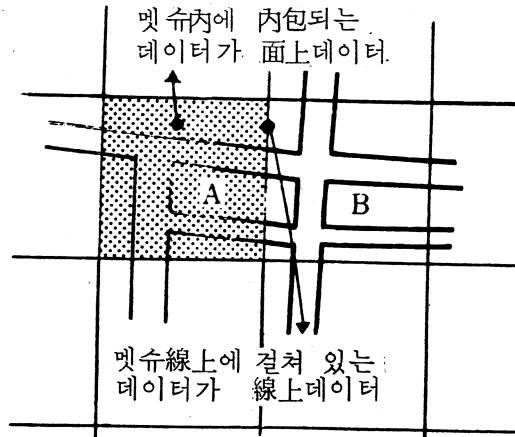 멧슈內에 內包되는
데이터가 面上데이터
A
B
멧슈線上에 걸쳐 있는
데이터가 線上데이터